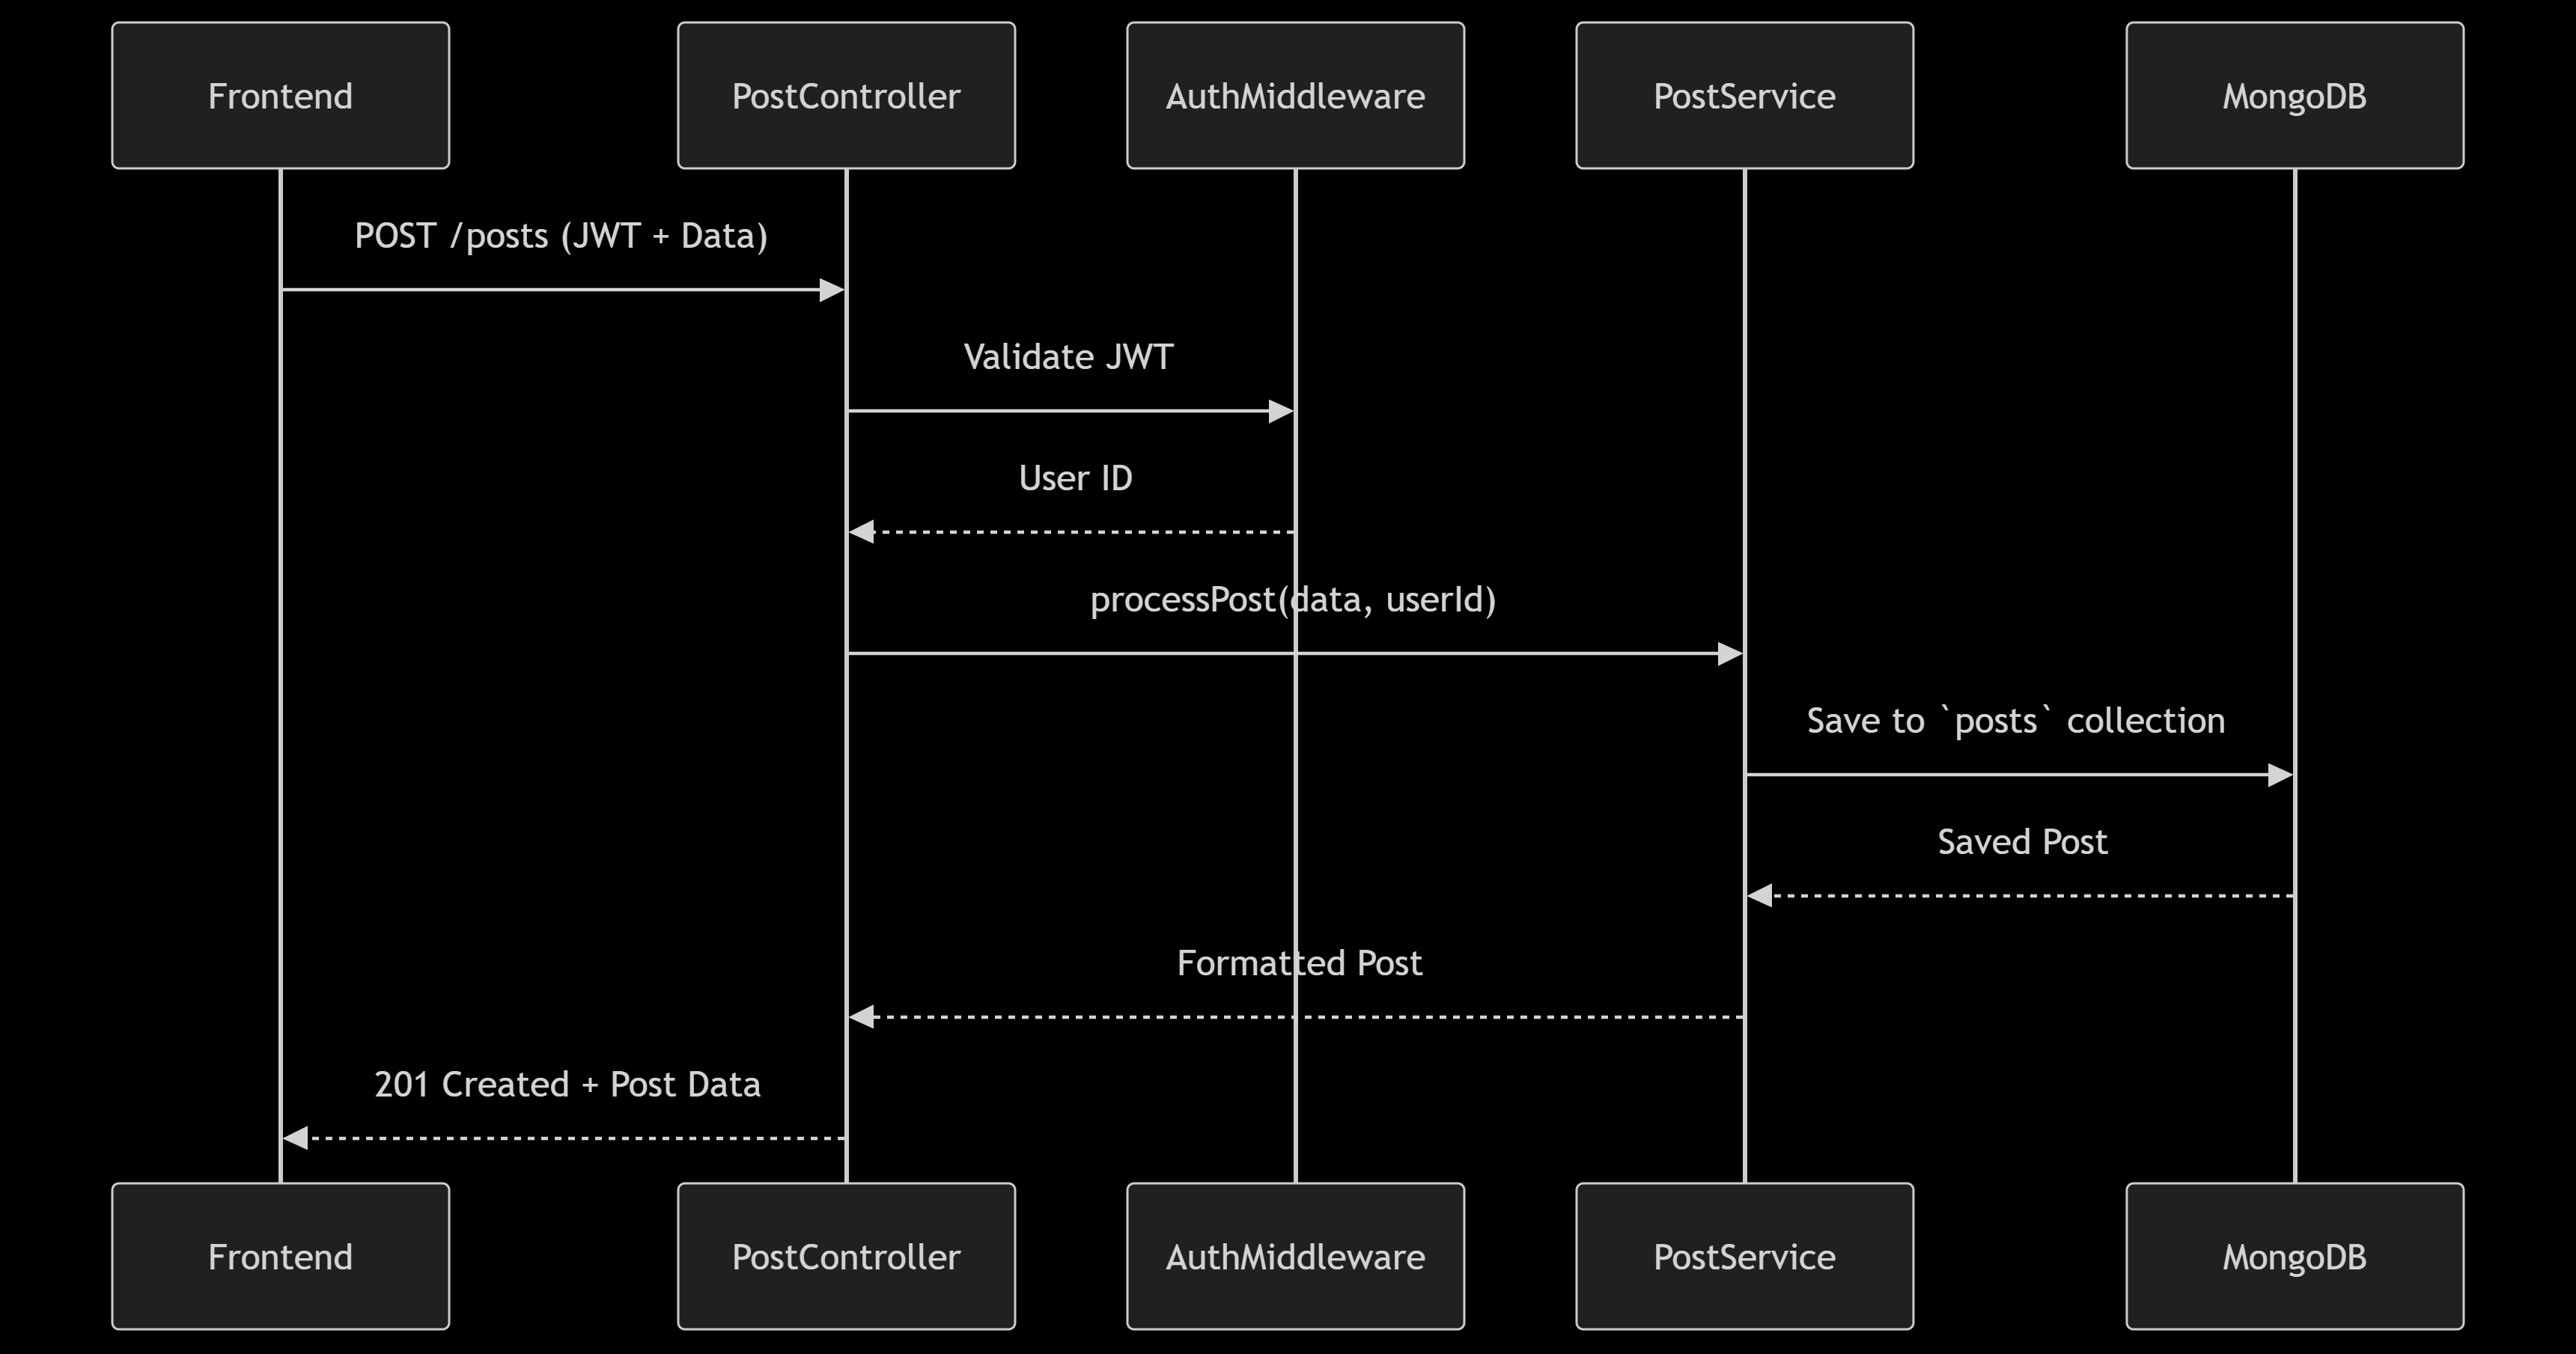 Frontend
PostController
AuthMiddleware
PostService
MongoDB
POST /posts (JWT + Data)
Validate JWT
User ID
processPost(data, userId)
Save to `posts` collection
Saved Post
Formatted Post
201 Created + Post Data
Frontend
PostController
AuthMiddleware
PostService
MongoDB